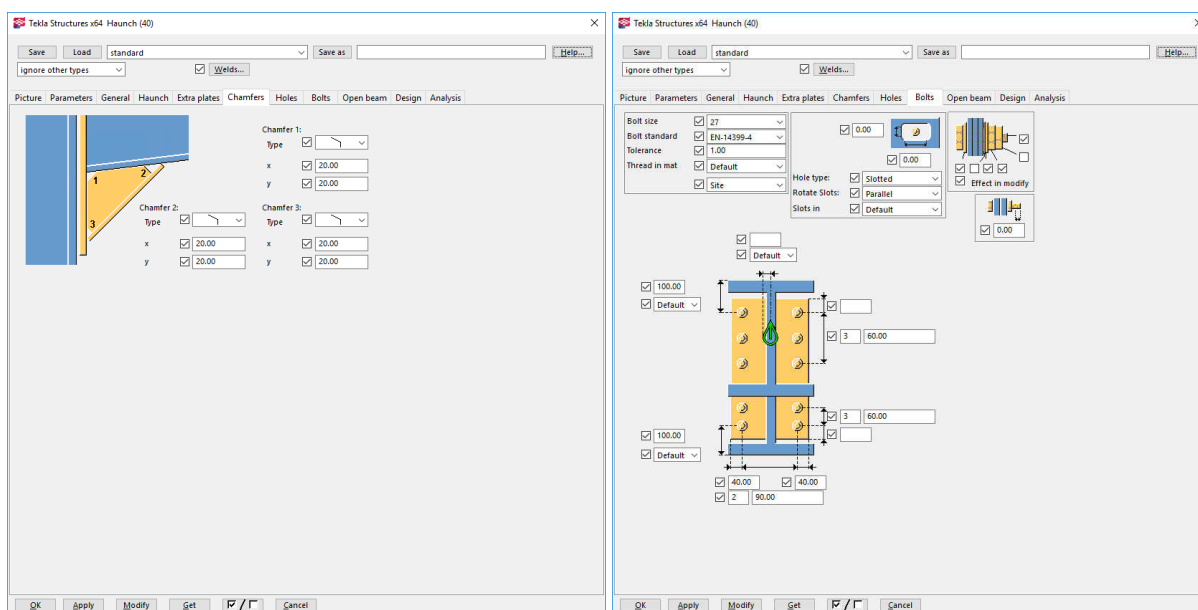 Tekla Structures x64 Haunch (40)
Save Load standard Save as Help...
ignore other types Welds...
Picture Parameters General Haunch Extra plates Chamfers Holes Bolts Open beam Design Analysis
Chamfer 1:
Type
x 20.00
y 20.00
1 2 3
Chamfer 2: Chamfer 3:
Type Type
x 20.00 x 20.00
y 20.00 y 20.00
OK Apply Modify Get / Cancel
Tekla Structures x64 Haunch (40)
Save Load standard Save as Help...
ignore other types Welds...
Picture Parameters General Haunch Extra plates Chamfers Holes Bolts Open beam Design Analysis
Bolt size 27
Bolt standard EN-14399-4
Tolerance 1.00
Thread in mat Default
Site
0.00
0.00
Hole type: Slotted
Rotate Slots: Parallel
Slots in Default
Effect in modify
0.00
Default
100.00
Default
3 60.00
3 60.00
100.00
Default
40.00 40.00
2 90.00
OK Apply Modify Get / Cancel